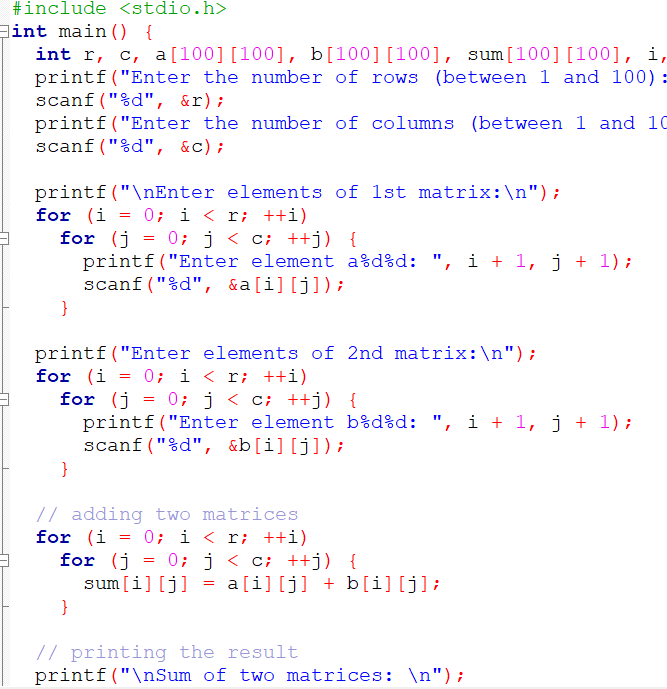 #include <stdio.h>
int main() {
  int r, c, a[100][100], b[100][100], sum[100][100], i,
  printf("Enter the number of rows (between 1 and 100):
  scanf("%d", &r);
  printf("Enter the number of columns (between 1 and 10
  scanf("%d", &c);

  printf("\nEnter elements of 1st matrix:\n");
  for (i = 0; i < r; ++i)
    for (j = 0; j < c; ++j) {
      printf("Enter element a%d%d: ", i + 1, j + 1);
      scanf("%d", &a[i][j]);
    }

  printf("Enter elements of 2nd matrix:\n");
  for (i = 0; i < r; ++i)
    for (j = 0; j < c; ++j) {
      printf("Enter element b%d%d: ", i + 1, j + 1);
      scanf("%d", &b[i][j]);
    }

  // adding two matrices
  for (i = 0; i < r; ++i)
    for (j = 0; j < c; ++j) {
      sum[i][j] = a[i][j] + b[i][j];
    }

  // printing the result
  printf("\nSum of two matrices: \n");